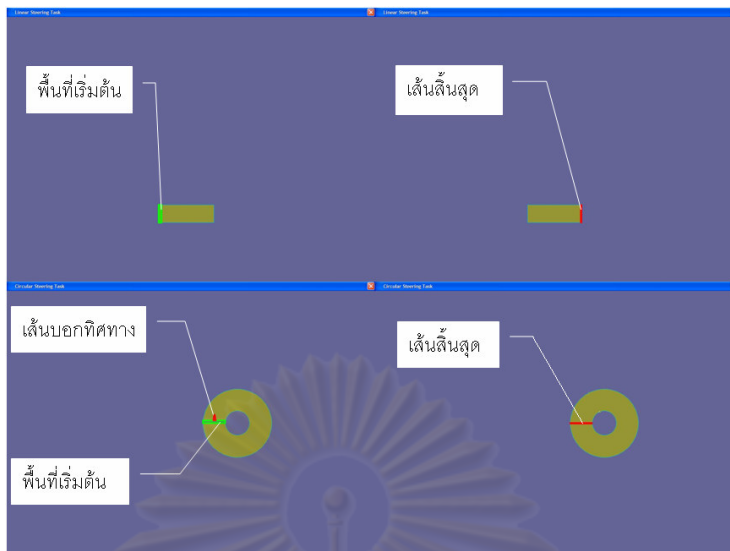 Linear Steering Task
Linear Steering Task
พื้นที่เริ่มต้น
เส้นสิ้นสุด
Circular Steering Task
Circular Steering Task
เส้นบอกทิศทาง
เส้นสิ้นสุด
พื้นที่เริ่มต้น